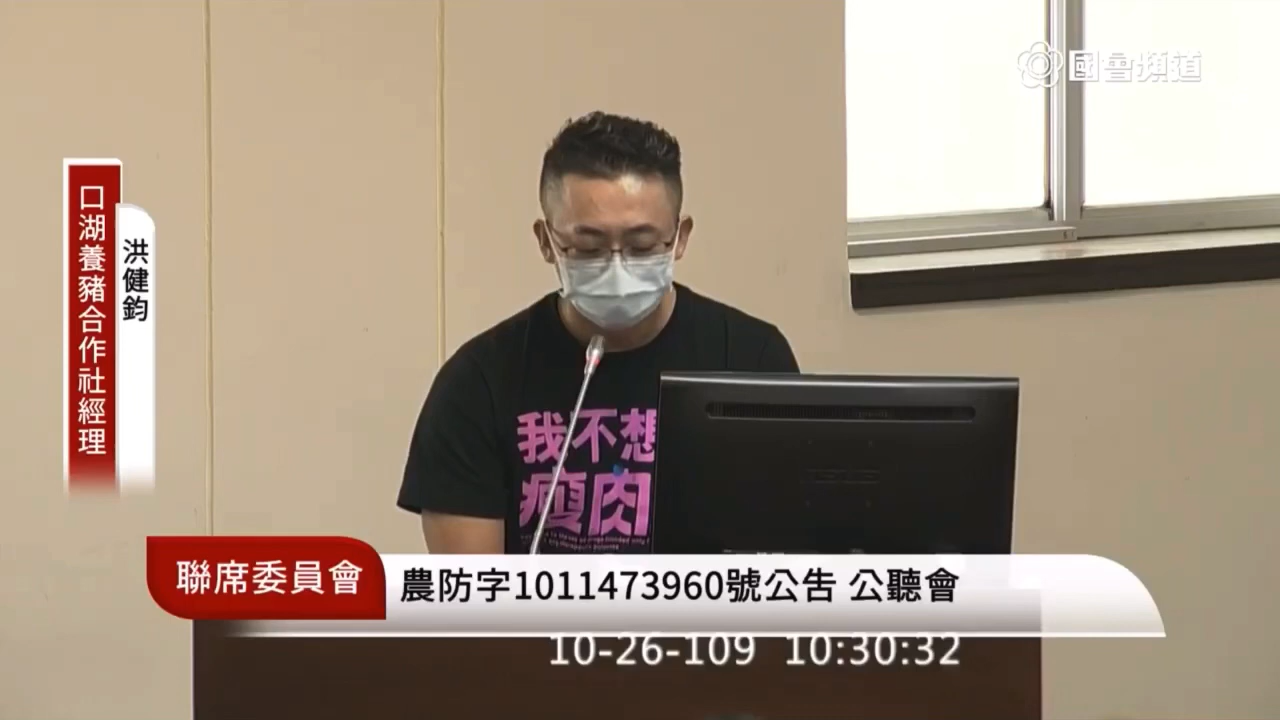 國會頻道
口湖養豬合作社經理
洪健鈞
我不想
瘦肉
聯席委員會
農防字1011473960號公告 公聽會
10-26-109 10:30:32